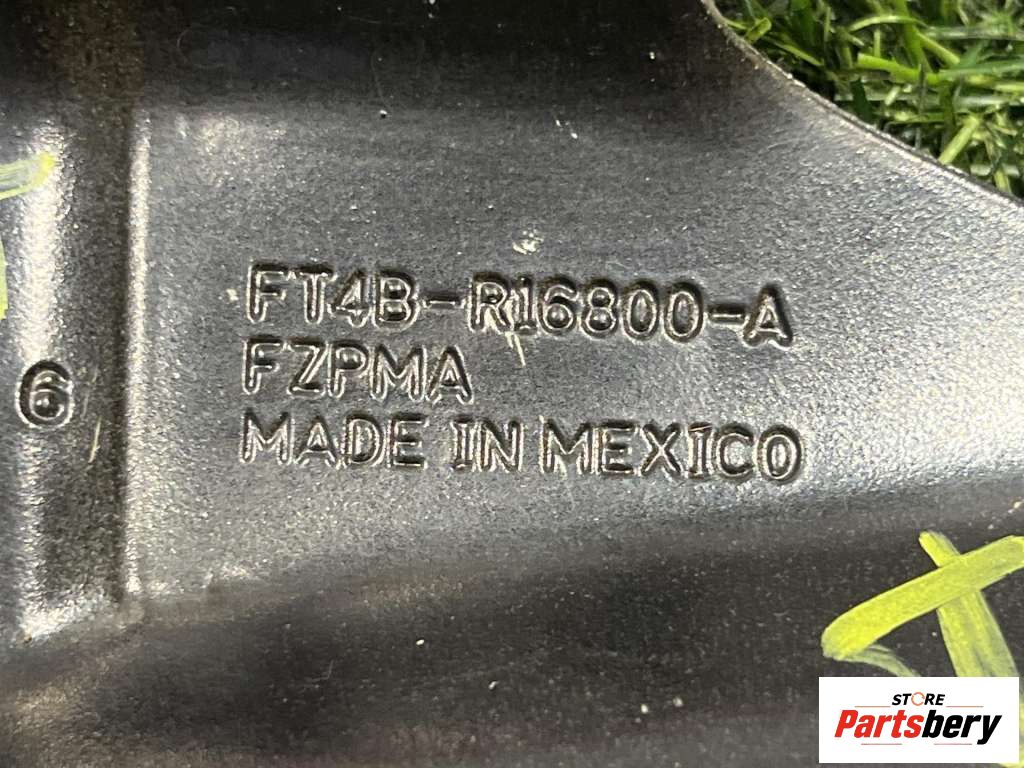 FT4B-R16800-A
FZPMA
MADE IN MEXICO
6
STORE
Partsbery